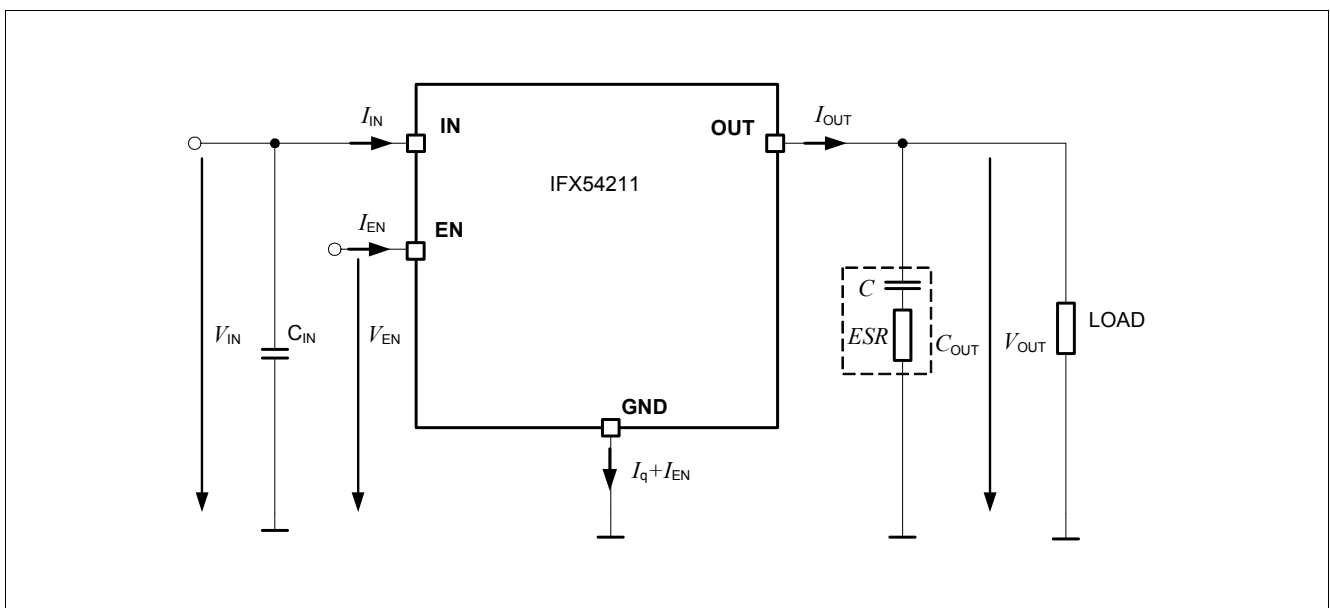 I_IN
IN
OUT
I_OUT
IFX54211
I_EN
EN
V_IN
C_IN
V_EN
C
ESR
C_OUT
V_OUT
LOAD
GND
I_q+I_EN